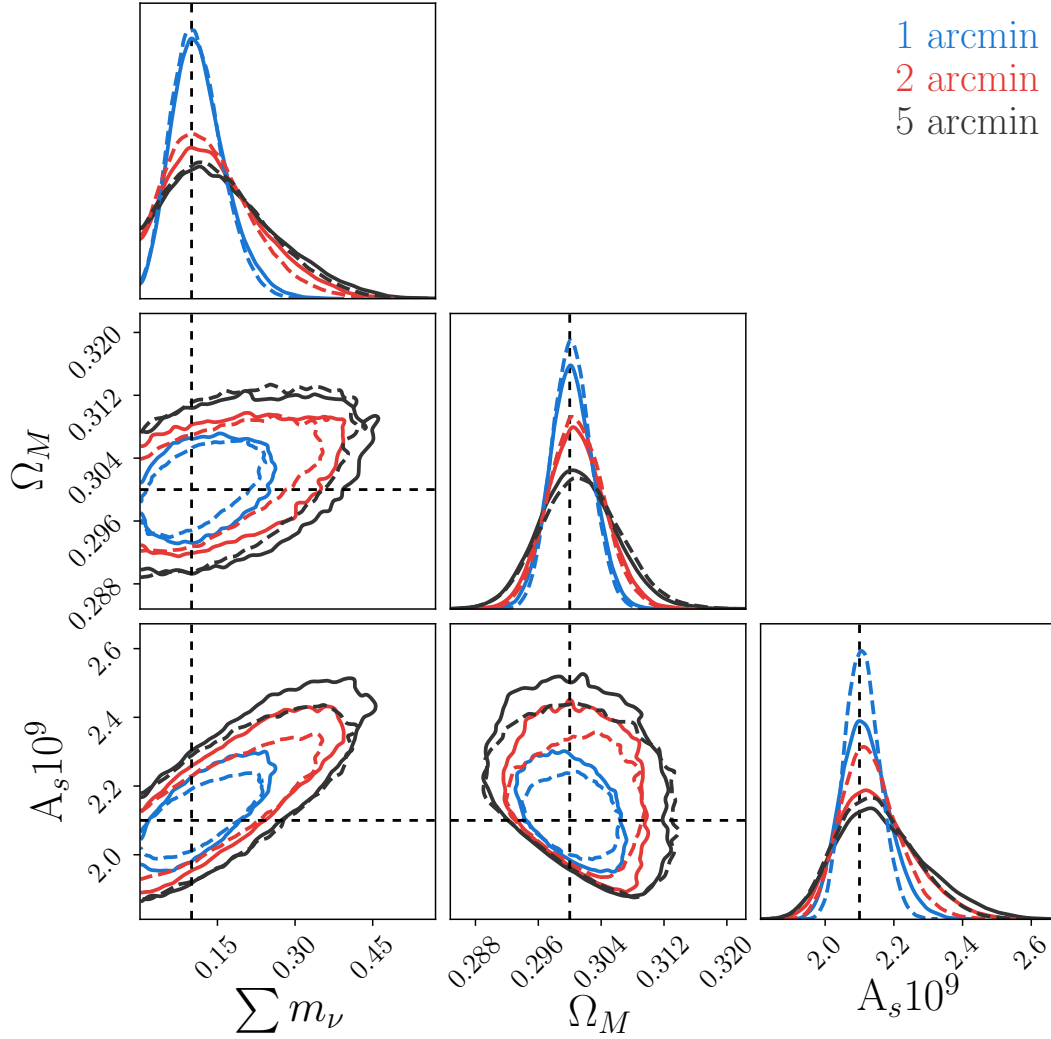 1 arcmin
2 arcmin
5 arcmin
Ω_M
0.320
0.312
0.304
0.296
0.288
A_s10^9
2.6
2.4
2.2
2.0
0.15 0.30 0.45
∑ m_ν
0.288 0.296 0.304 0.312 0.320
Ω_M
2.0 2.2 2.4 2.6
A_s10^9